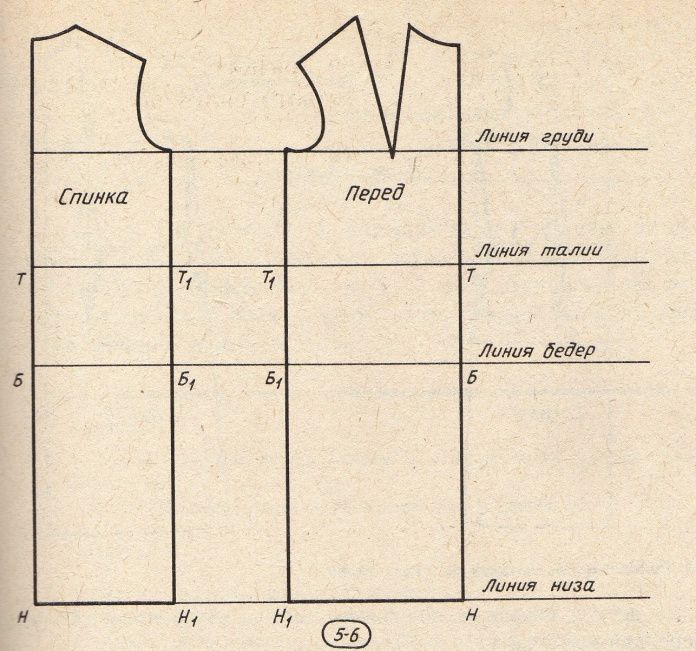 Линия груди
Спинка
Перед
Линия талии
Т
Т1
Т1
Т
Линия бедер
Б
Б1
Б1
Б
Линия низа
Н
Н1
Н1
Н
5-6